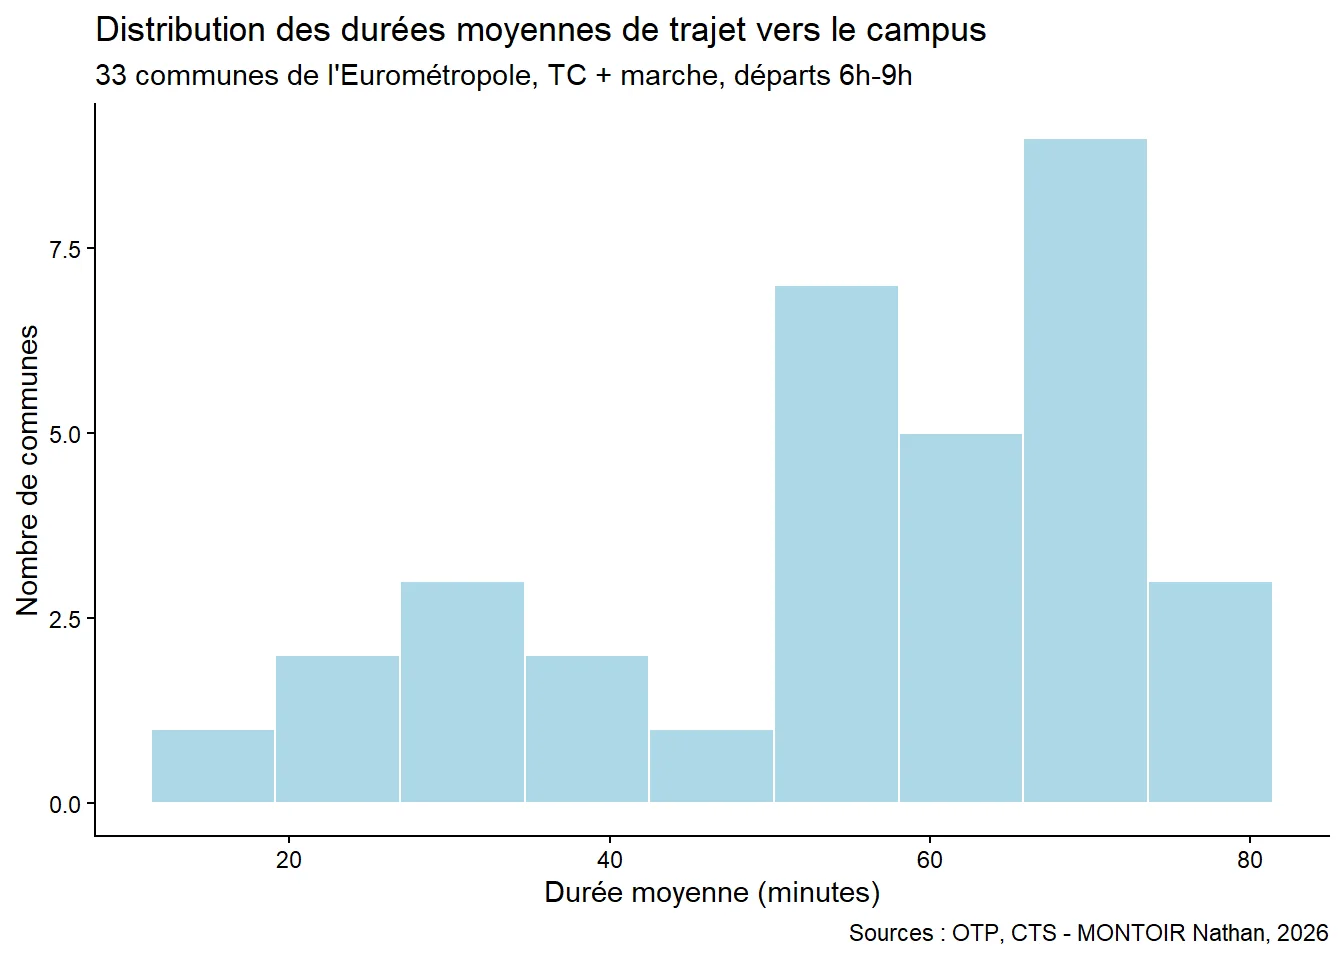 Distribution des durées moyennes de trajet vers le campus
33 communes de l'Eurométropole, TC + marche, départs 6h-9h
Nombre de communes
7.5
5.0
2.5
0.0
20 40 60 80
Durée moyenne (minutes)
Sources : OTP, CTS - MONTOIR Nathan, 2026